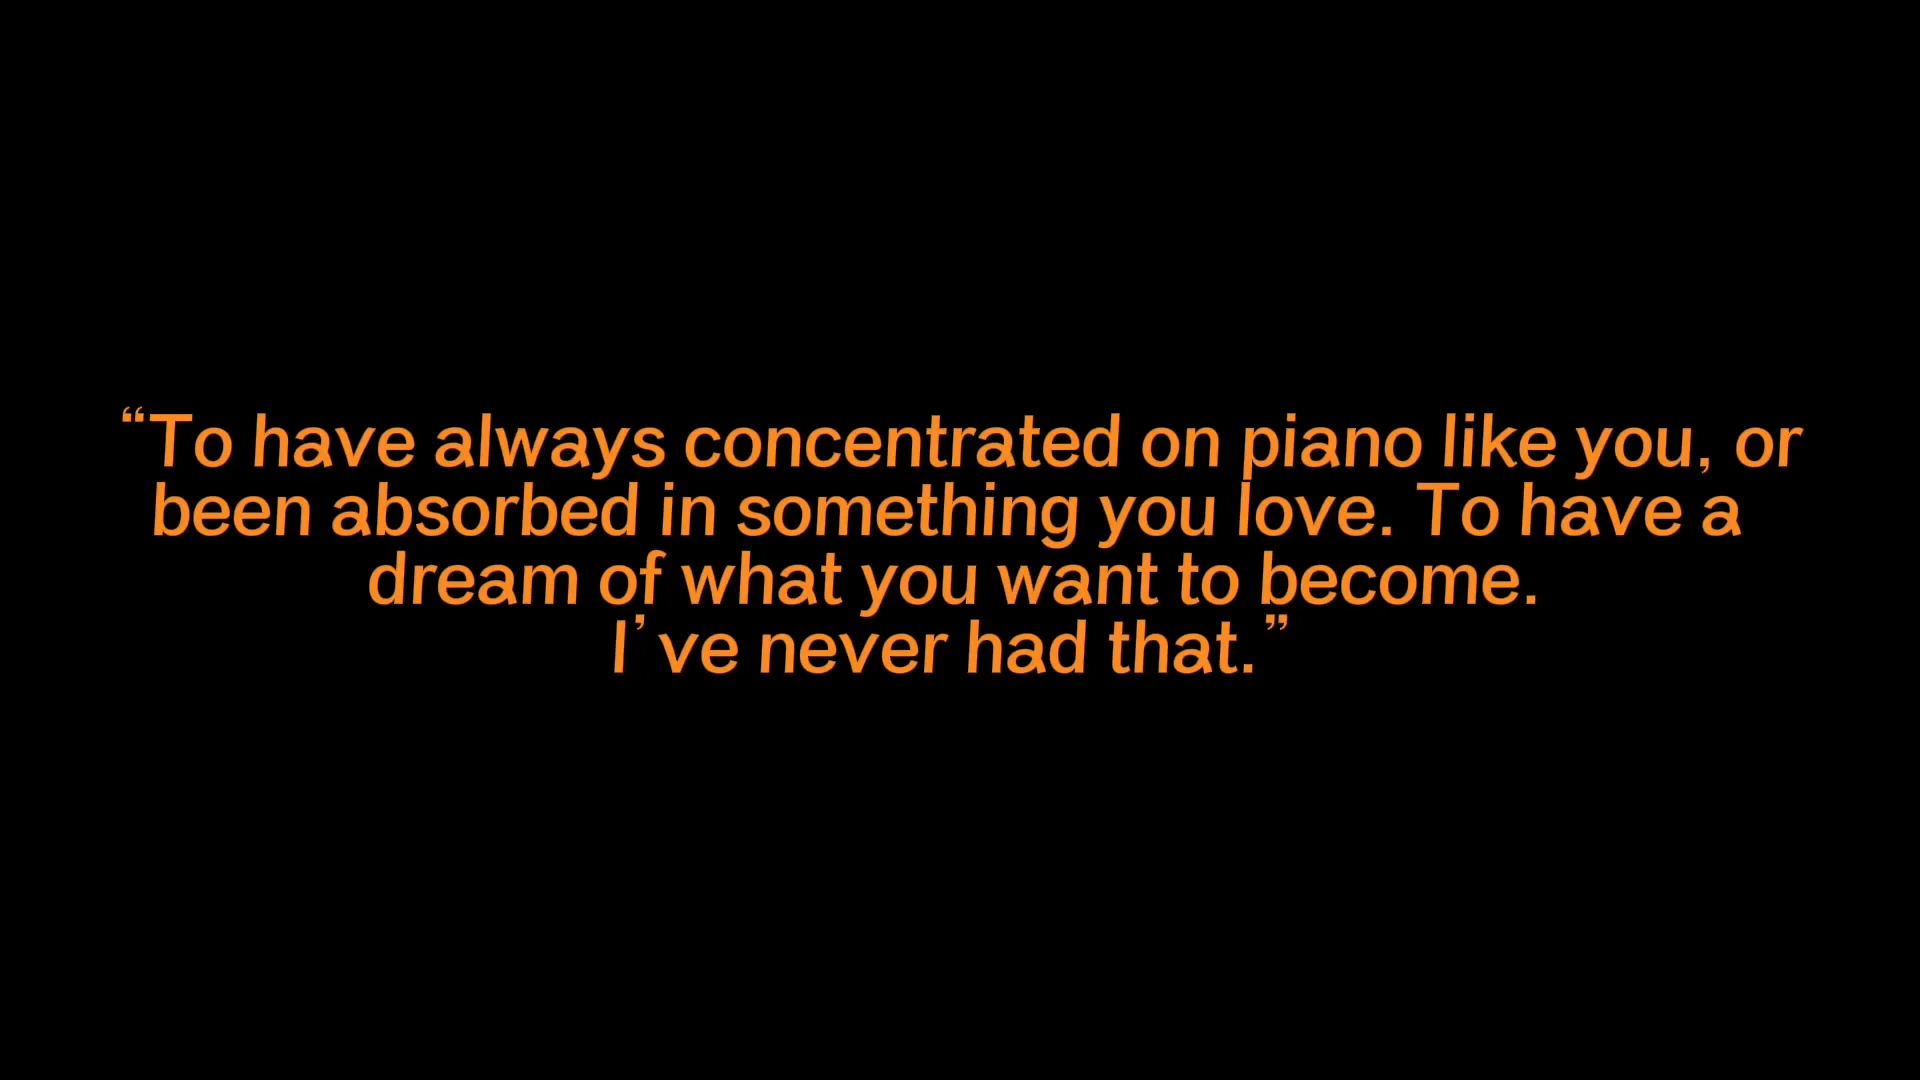 “To have always concentrated on piano like you, or
been absorbed in something you love. To have a
dream of what you want to become.
I’ve never had that.”